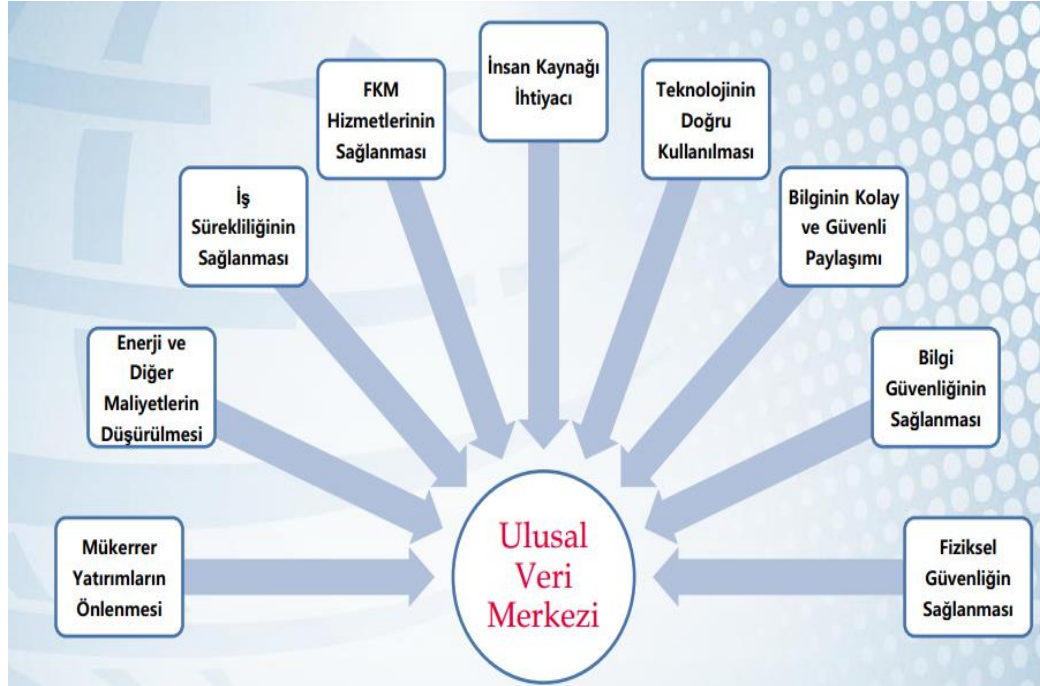 Mükerrer
Yatırımların
Önlenmesi
Enerji ve
Diğer
Maliyetlerin
Düşürülmesi
İş
Sürekliliğinin
Sağlanması
FKM
Hizmetlerinin
Sağlanması
İnsan Kaynağı
İhtiyacı
Teknolojinin
Doğru
Kullanılması
Bilginin Kolay
ve Güvenli
Paylaşımı
Bilgi
Güvenliğinin
Sağlanması
Fiziksel
Güvenliğin
Sağlanması
Ulusal
Veri
Merkezi